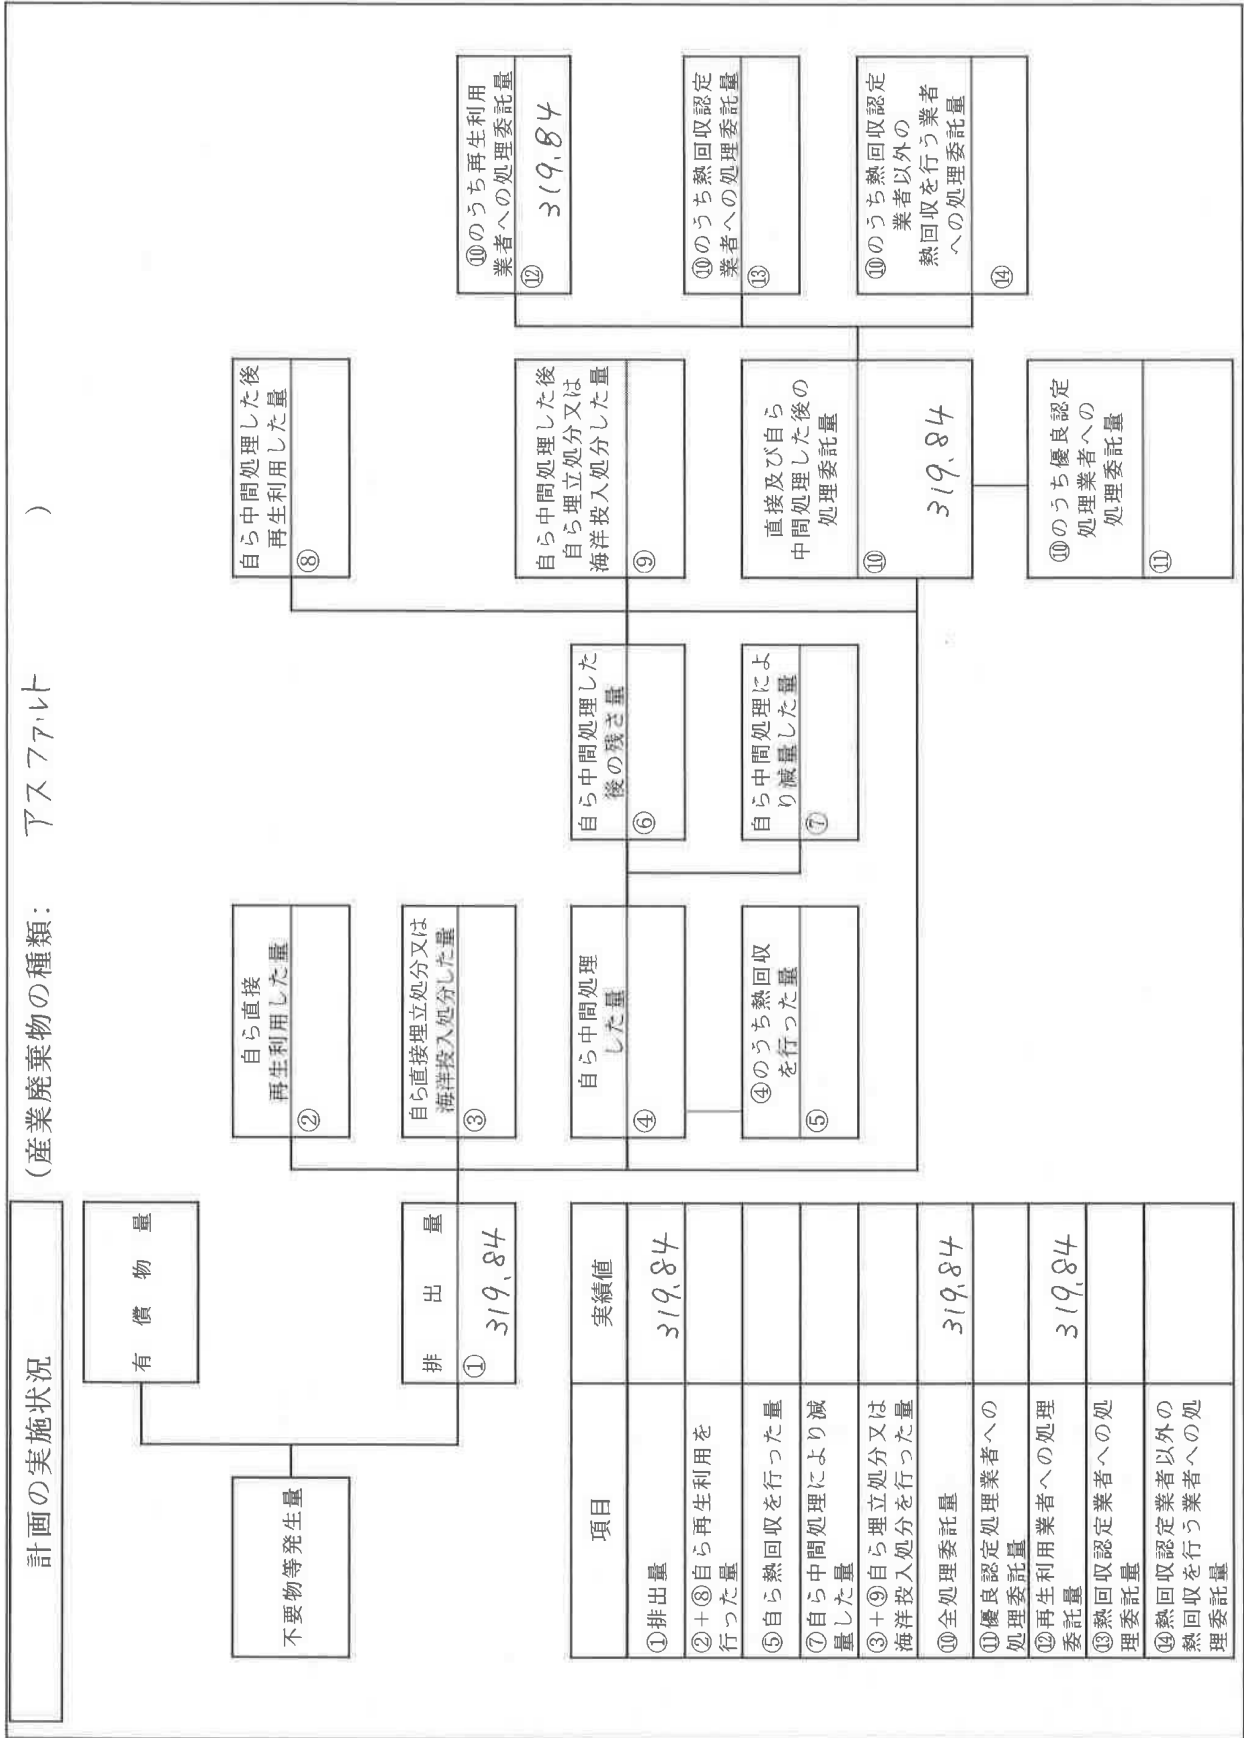 計画の実施状況
（産業廃棄物の種類： アスファルト ）
不要物等発生量
有償物量
排出量
① 319.84
自ら直接
再生利用した量
②
自ら直接埋立処分又は
海洋投入処分した量
③
自ら中間処理
した量
④
④のうち熱回収
を行った量
⑤
自ら中間処理した
後の残さ量
⑥
自ら中間処理によ
り減量した量
⑦
自ら中間処理した後
再生利用した量
⑧
自ら中間処理した後
自ら埋立処分又は
海洋投入処分した量
⑨
直接及び自ら
中間処理した後の
処理委託量
⑩
319.84
⑩のうち優良認定
処理業者への
処理委託量
⑪
⑩のうち再生利用
業者への処理委託量
⑫
319.84
⑩のうち熱回収認定
業者への処理委託量
⑬
⑩のうち熱回収認定
業者以外の
熱回収を行う業者
への処理委託量
⑭
項目 実績値
①排出量 319.84
②＋⑧自ら再生利用を
行った量
⑤自ら熱回収を行った量
⑦自ら中間処理により減
量した量
③＋⑨自ら埋立処分又は
海洋投入処分を行った量
⑩全処理委託量 319.84
⑪優良認定処理業者への
処理委託量
⑫再生利用業者への処理
委託量 319.84
⑬熱回収認定業者への処
理委託量
⑭熱回収認定業者以外の
熱回収を行う業者への処
理委託量